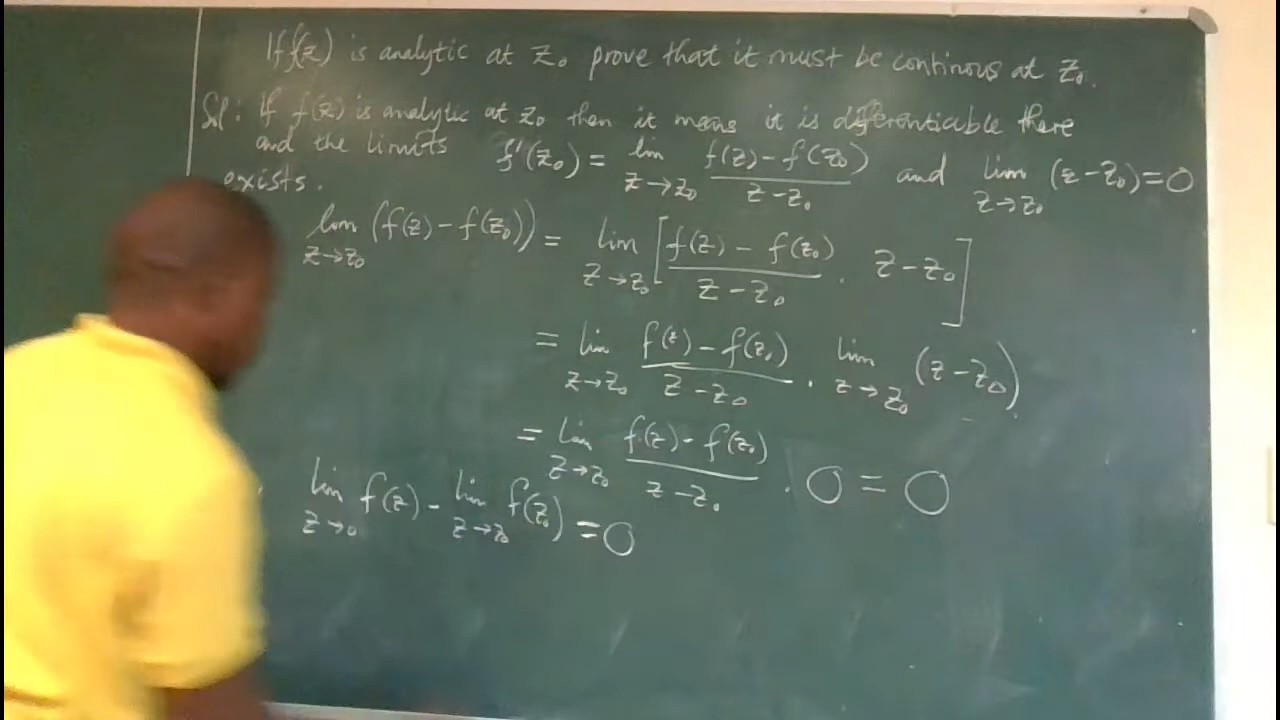 If f(z) is analytic at z₀ prove that it must be continous at z₀.
Sol: If f(z) is analytic at z₀ then it means it is differentiable there
and the limits f'(z₀) = lim z→z₀ (f(z) – f(z₀))/(z – z₀) and lim z→z₀ (z – z₀) = 0
exists.
lim z→z₀ (f(z) – f(z₀)) = lim z→z₀ [(f(z) – f(z₀))/(z – z₀) . z – z₀]
= lim z→z₀ (f(z) – f(z₀))/(z – z₀) . lim z→z₀ (z – z₀).
= lim z→z₀ (f(z) – f(z₀))/(z – z₀) . 0 = 0
lim z→0 f(z) – lim z→z₀ f(z₀) = 0